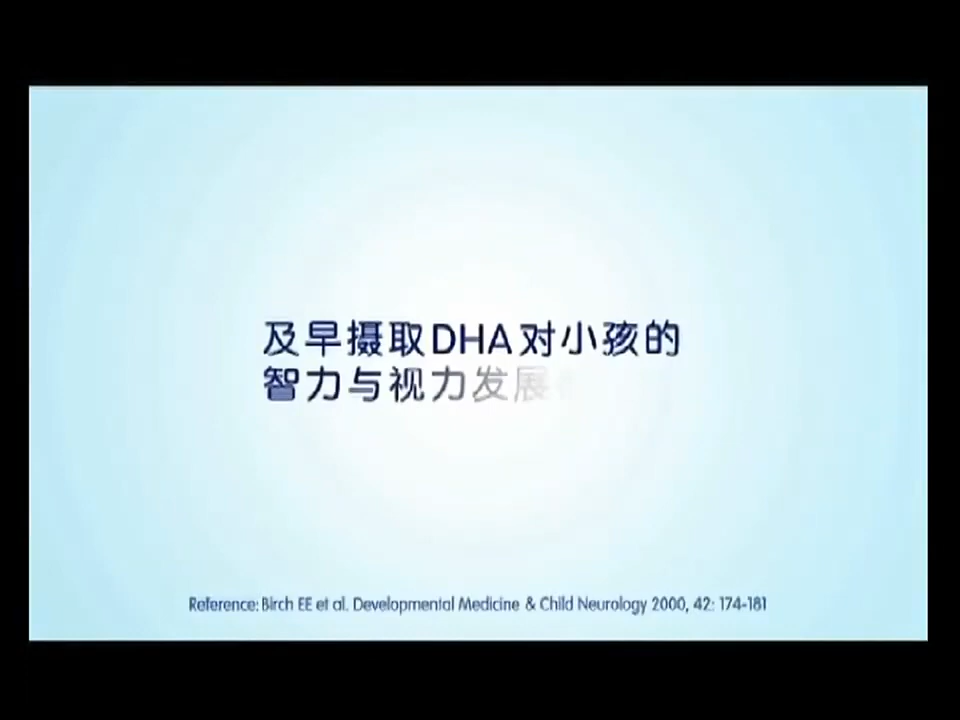 及早摄取DHA对小孩的
智力与视力发展
Reference: Birch EE et al. Developmental Medicine & Child Neurology 2000, 42: 174-181